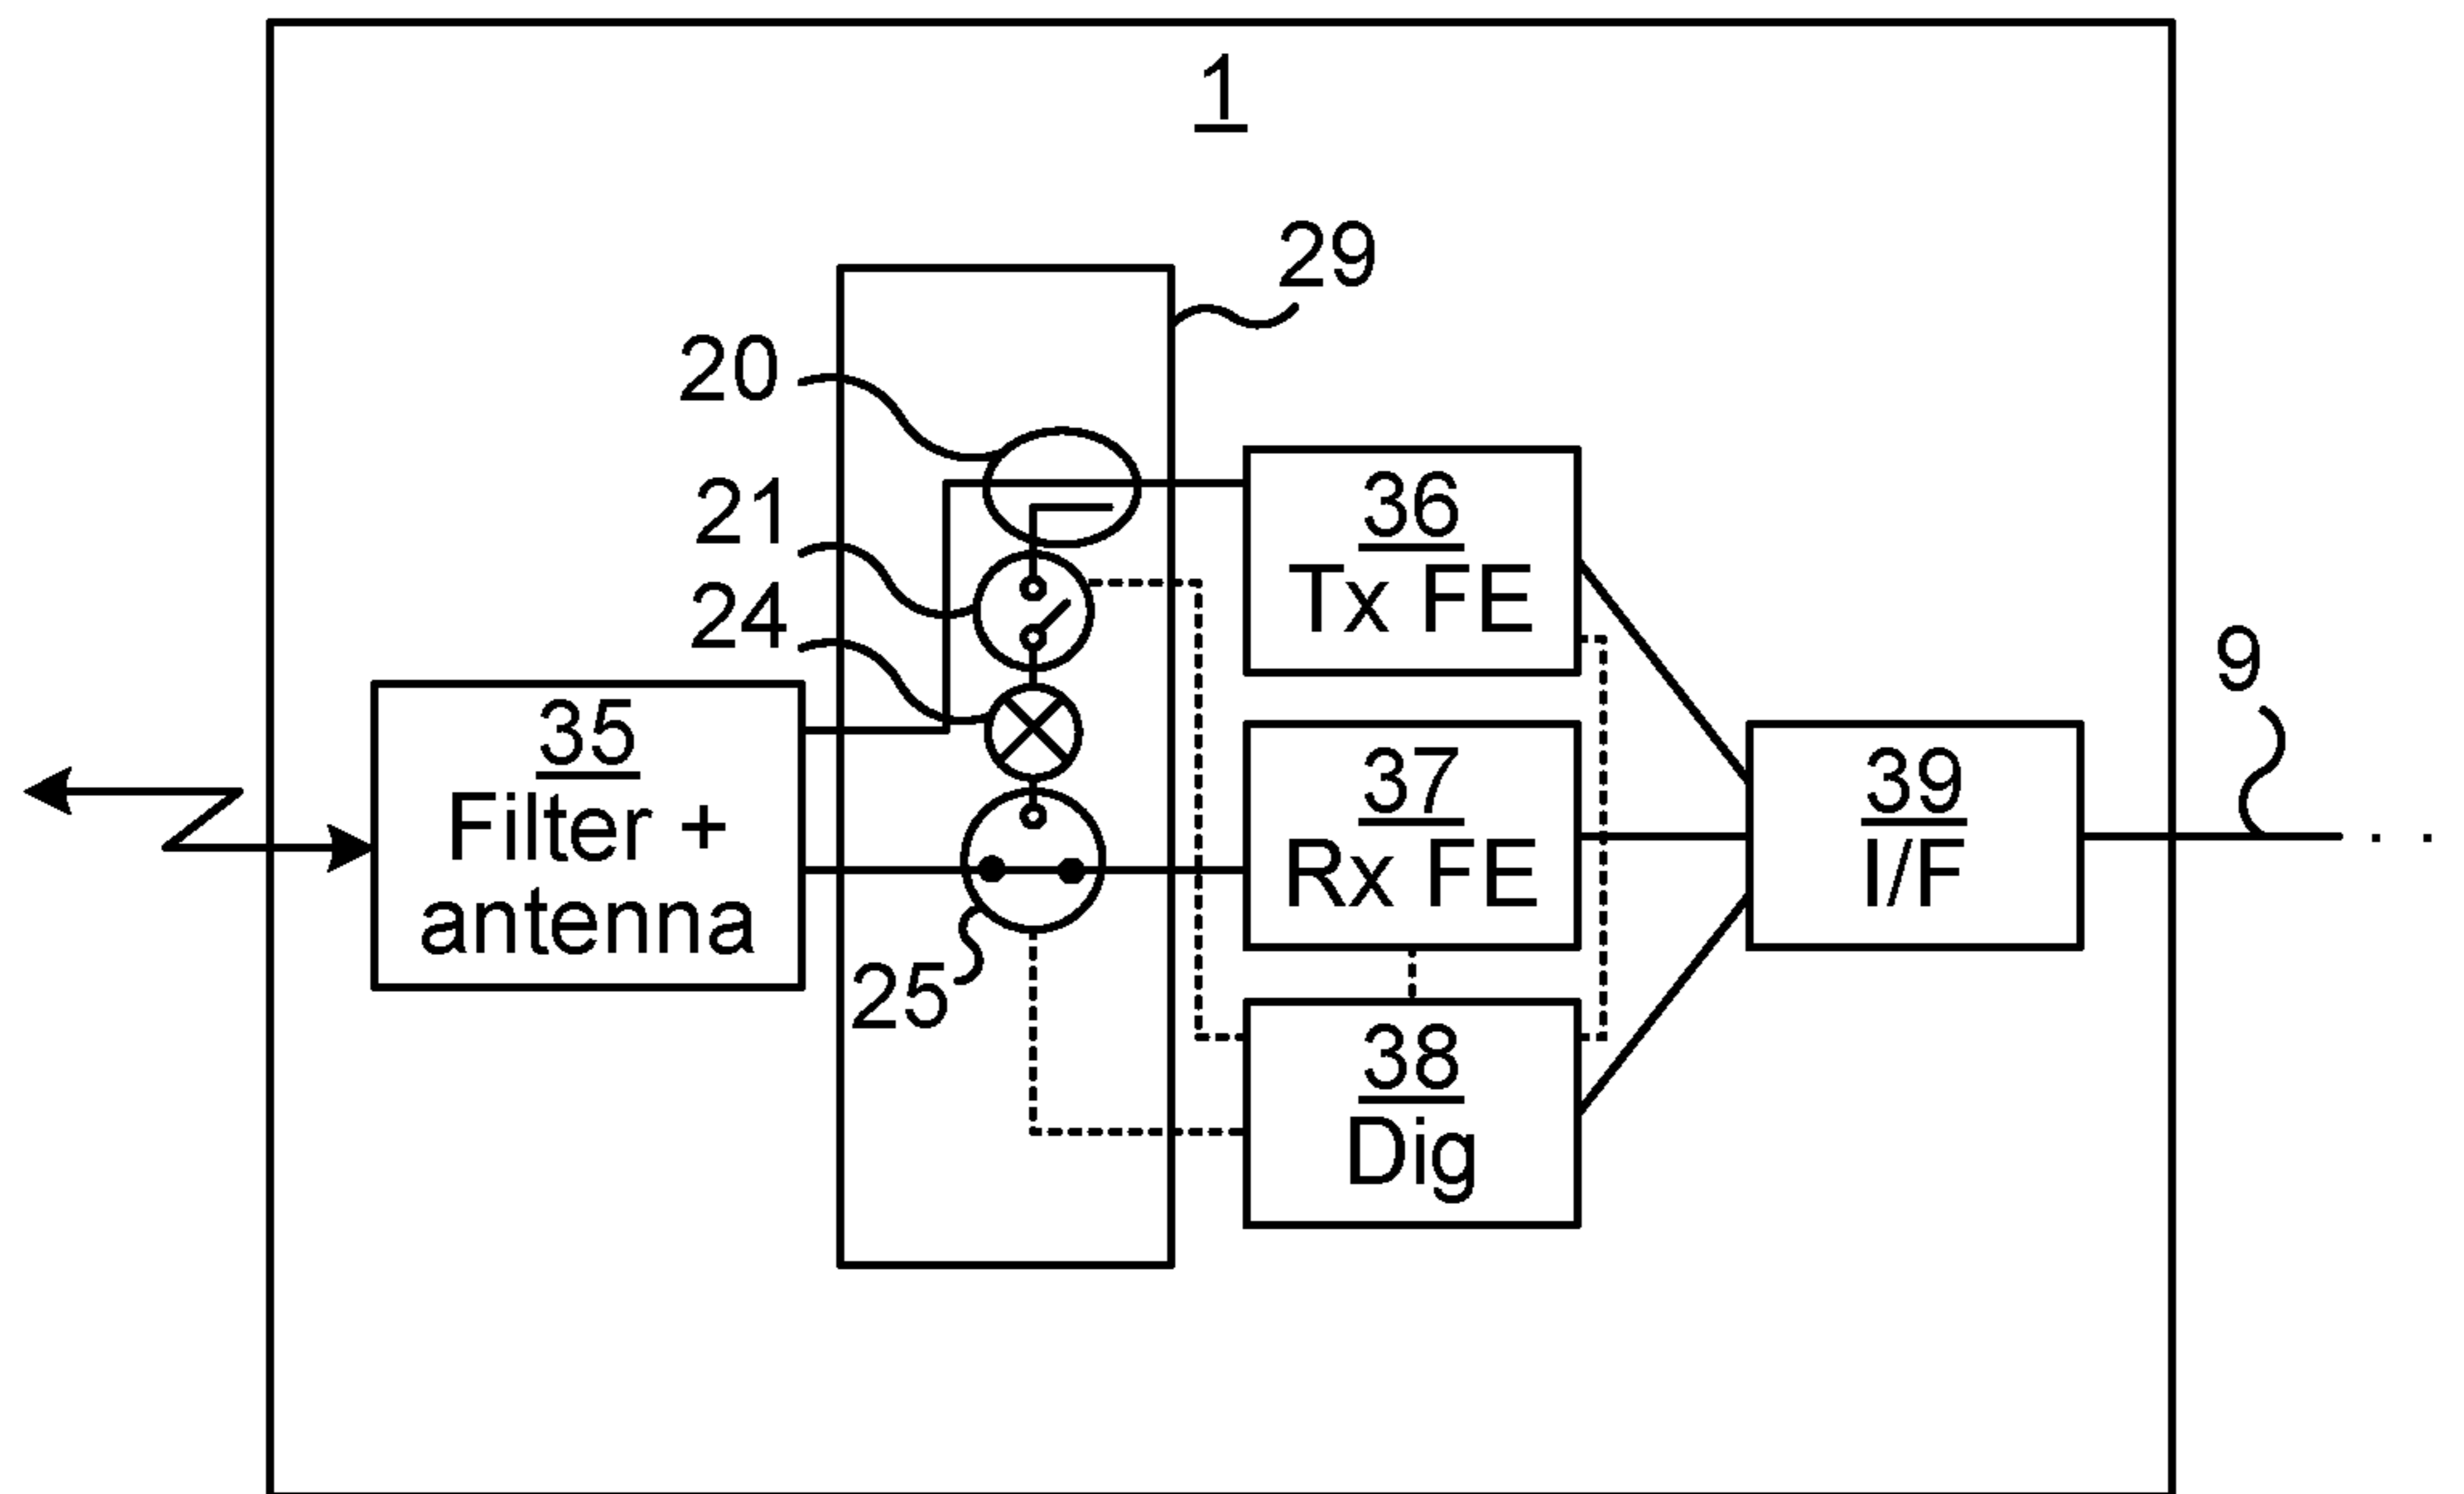 1
29
20
21
24
36
Tx FE
9
35
Filter +
antenna
37
Rx FE
39
I/F
25
38
Dig